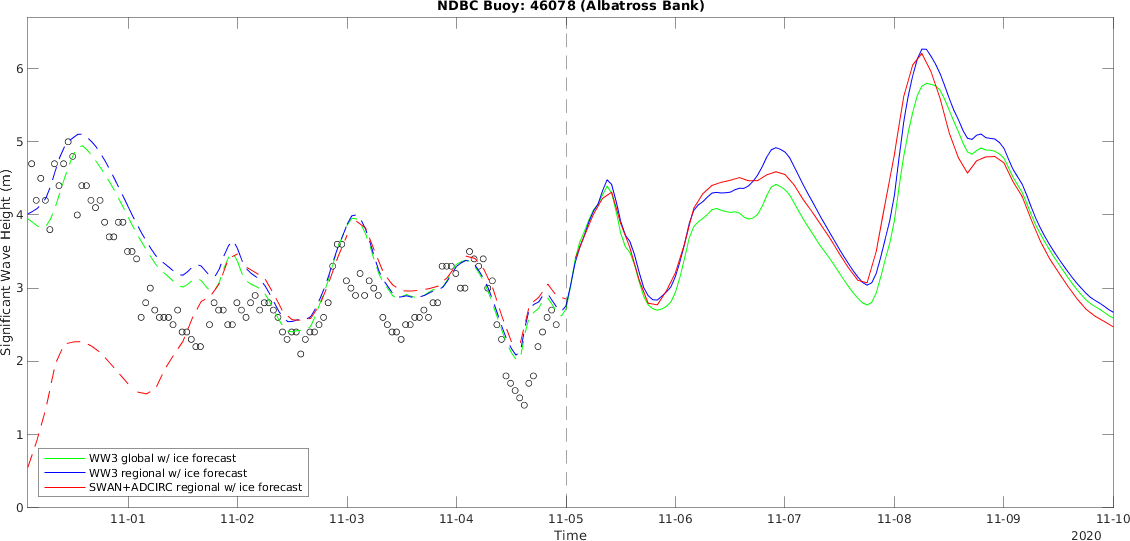 NDBC Buoy: 46078 (Albatross Bank)
Significant Wave Height (m)
6
5
4
3
2
1
0
WW3 global w/ ice forecast
WW3 regional w/ ice forecast
SWAN+ADCIRC regional w/ ice forecast
11-01 11-02 11-03 11-04 11-05 11-06 11-07 11-08 11-09 11-10
Time
2020